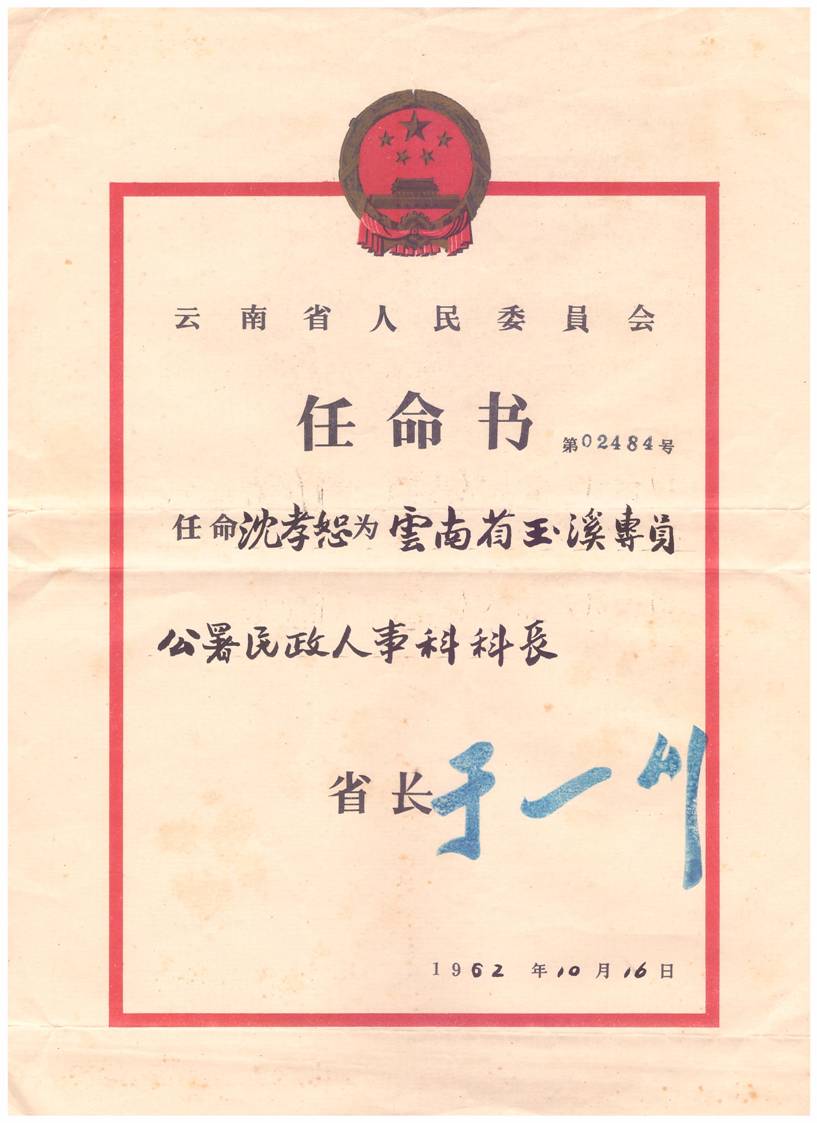 云南省人民委員会
任命书
第02484号
任命沈孝恕为雲南省玉溪專員
公署民政人事科科長
省长于一川
1962年10月16日